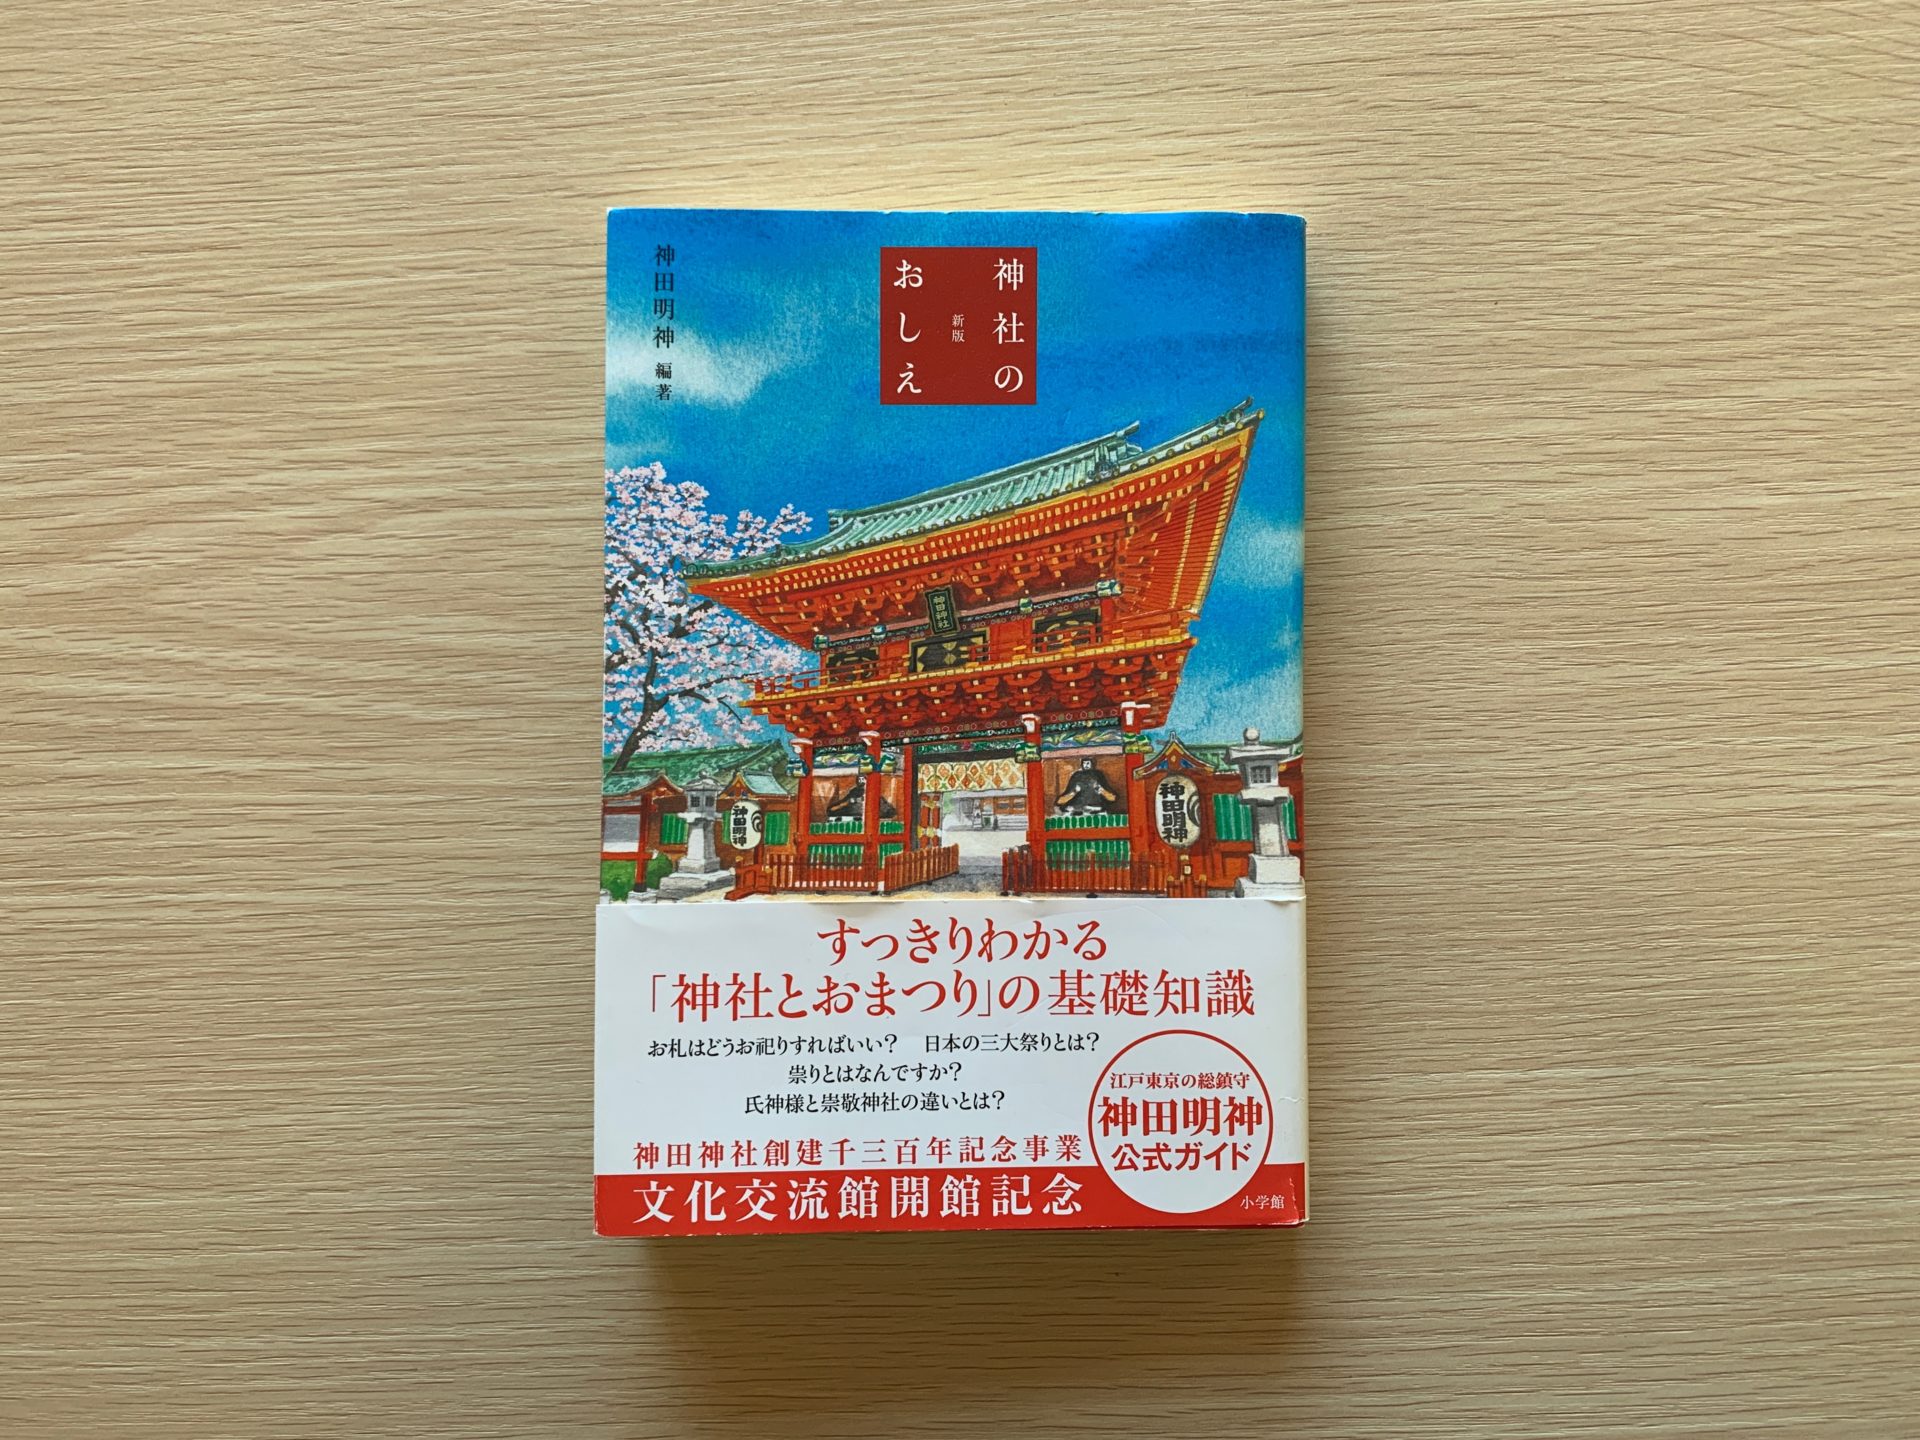 神社の
新版
おしえ
神田明神 編著
神田神社
神田明神
神田明神
すっきりわかる
「神社とおまつり」の基礎知識
お札はどうお祀りすればいい? 日本の三大祭りとは?
祟りとはなんですか?
氏神様と崇敬神社の違いとは?
神田神社創建千三百年記念事業
文化交流館開館記念
江戸東京の総鎮守
神田明神
公式ガイド
小学館